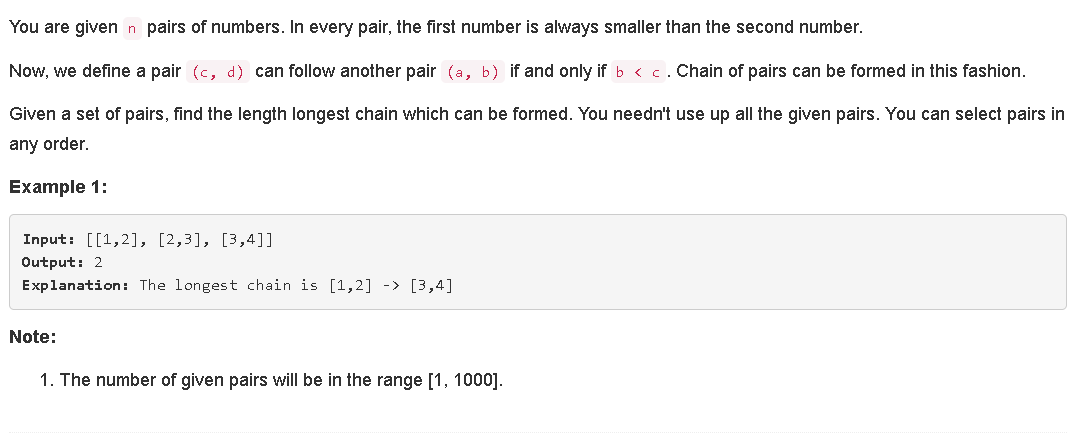 You are given n pairs of numbers. In every pair, the first number is always smaller than the second number.
Now, we define a pair (c, d) can follow another pair (a, b) if and only if b < c. Chain of pairs can be formed in this fashion.
Given a set of pairs, find the length longest chain which can be formed. You needn't use up all the given pairs. You can select pairs in
any order.
Example 1:
Input: [[1,2], [2,3], [3,4]]
Output: 2
Explanation: The longest chain is [1,2] -> [3,4]
Note:
1. The number of given pairs will be in the range [1, 1000].